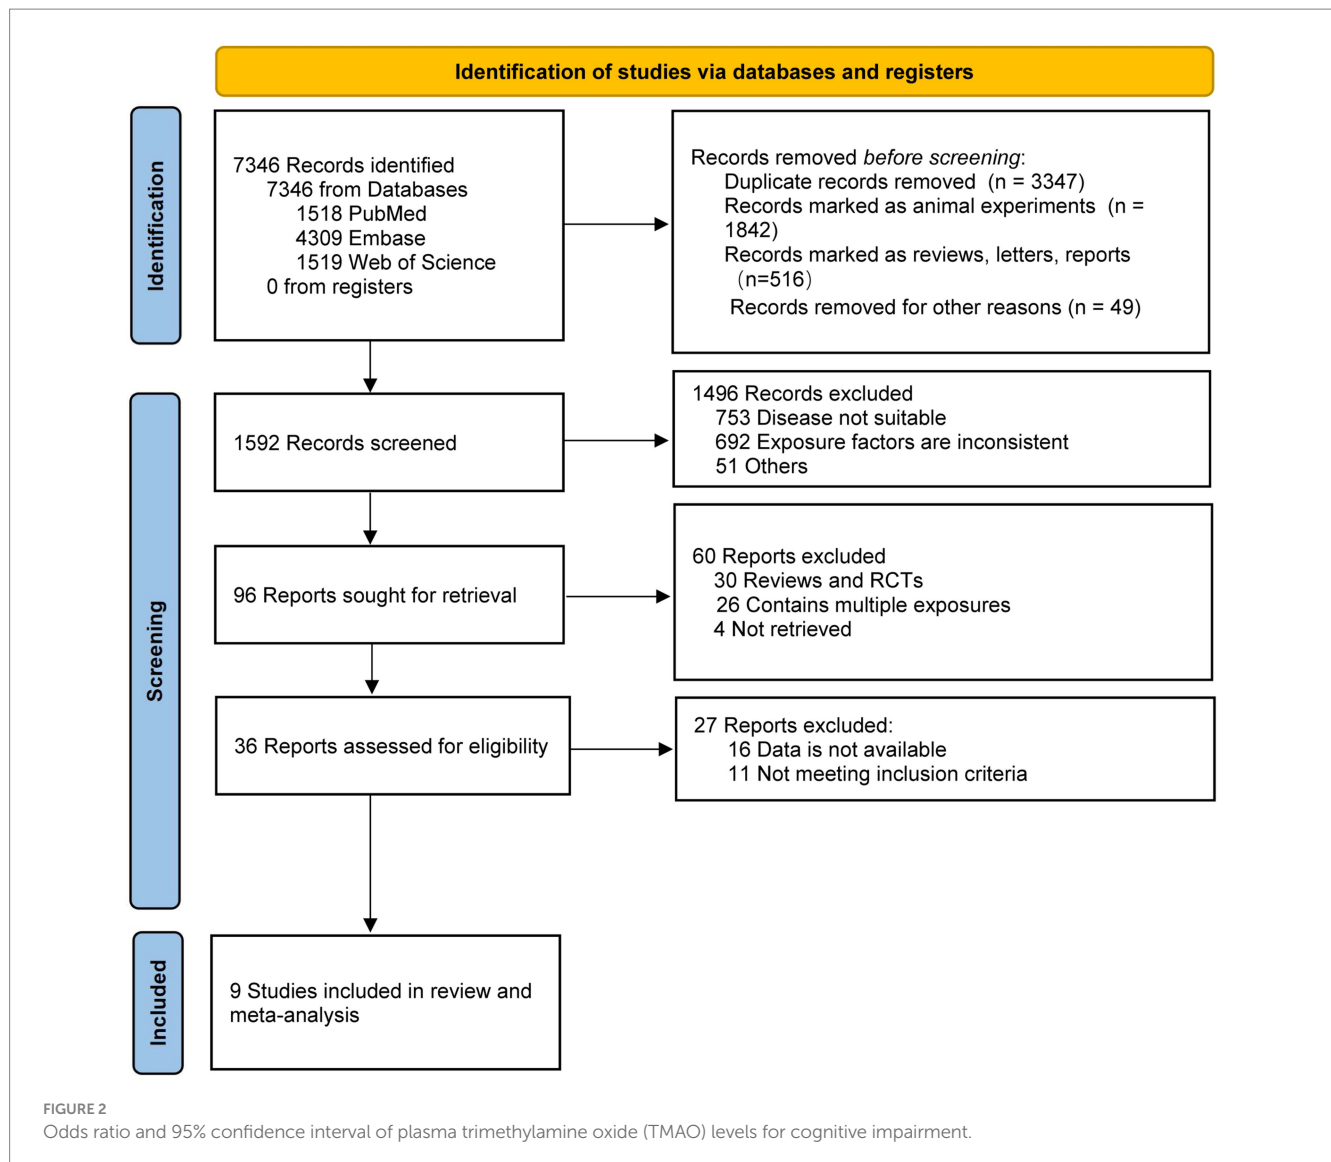 Identification of studies via databases and registers
Identification
7346 Records identified
7346 from Databases
1518 PubMed
4309 Embase
1519 Web of Science
0 from registers
Records removed before screening:
Duplicate records removed (n = 3347)
Records marked as animal experiments (n =
1842)
Records marked as reviews, letters, reports
(n=516)
Records removed for other reasons (n = 49)
Screening
1592 Records screened
1496 Records excluded
753 Disease not suitable
692 Exposure factors are inconsistent
51 Others
96 Reports sought for retrieval
60 Reports excluded
30 Reviews and RCTs
26 Contains multiple exposures
4 Not retrieved
36 Reports assessed for eligibility
27 Reports excluded:
16 Data is not available
11 Not meeting inclusion criteria
Included
9 Studies included in review and
meta-analysis
FIGURE 2
Odds ratio and 95% confidence interval of plasma trimethylamine oxide (TMAO) levels for cognitive impairment.